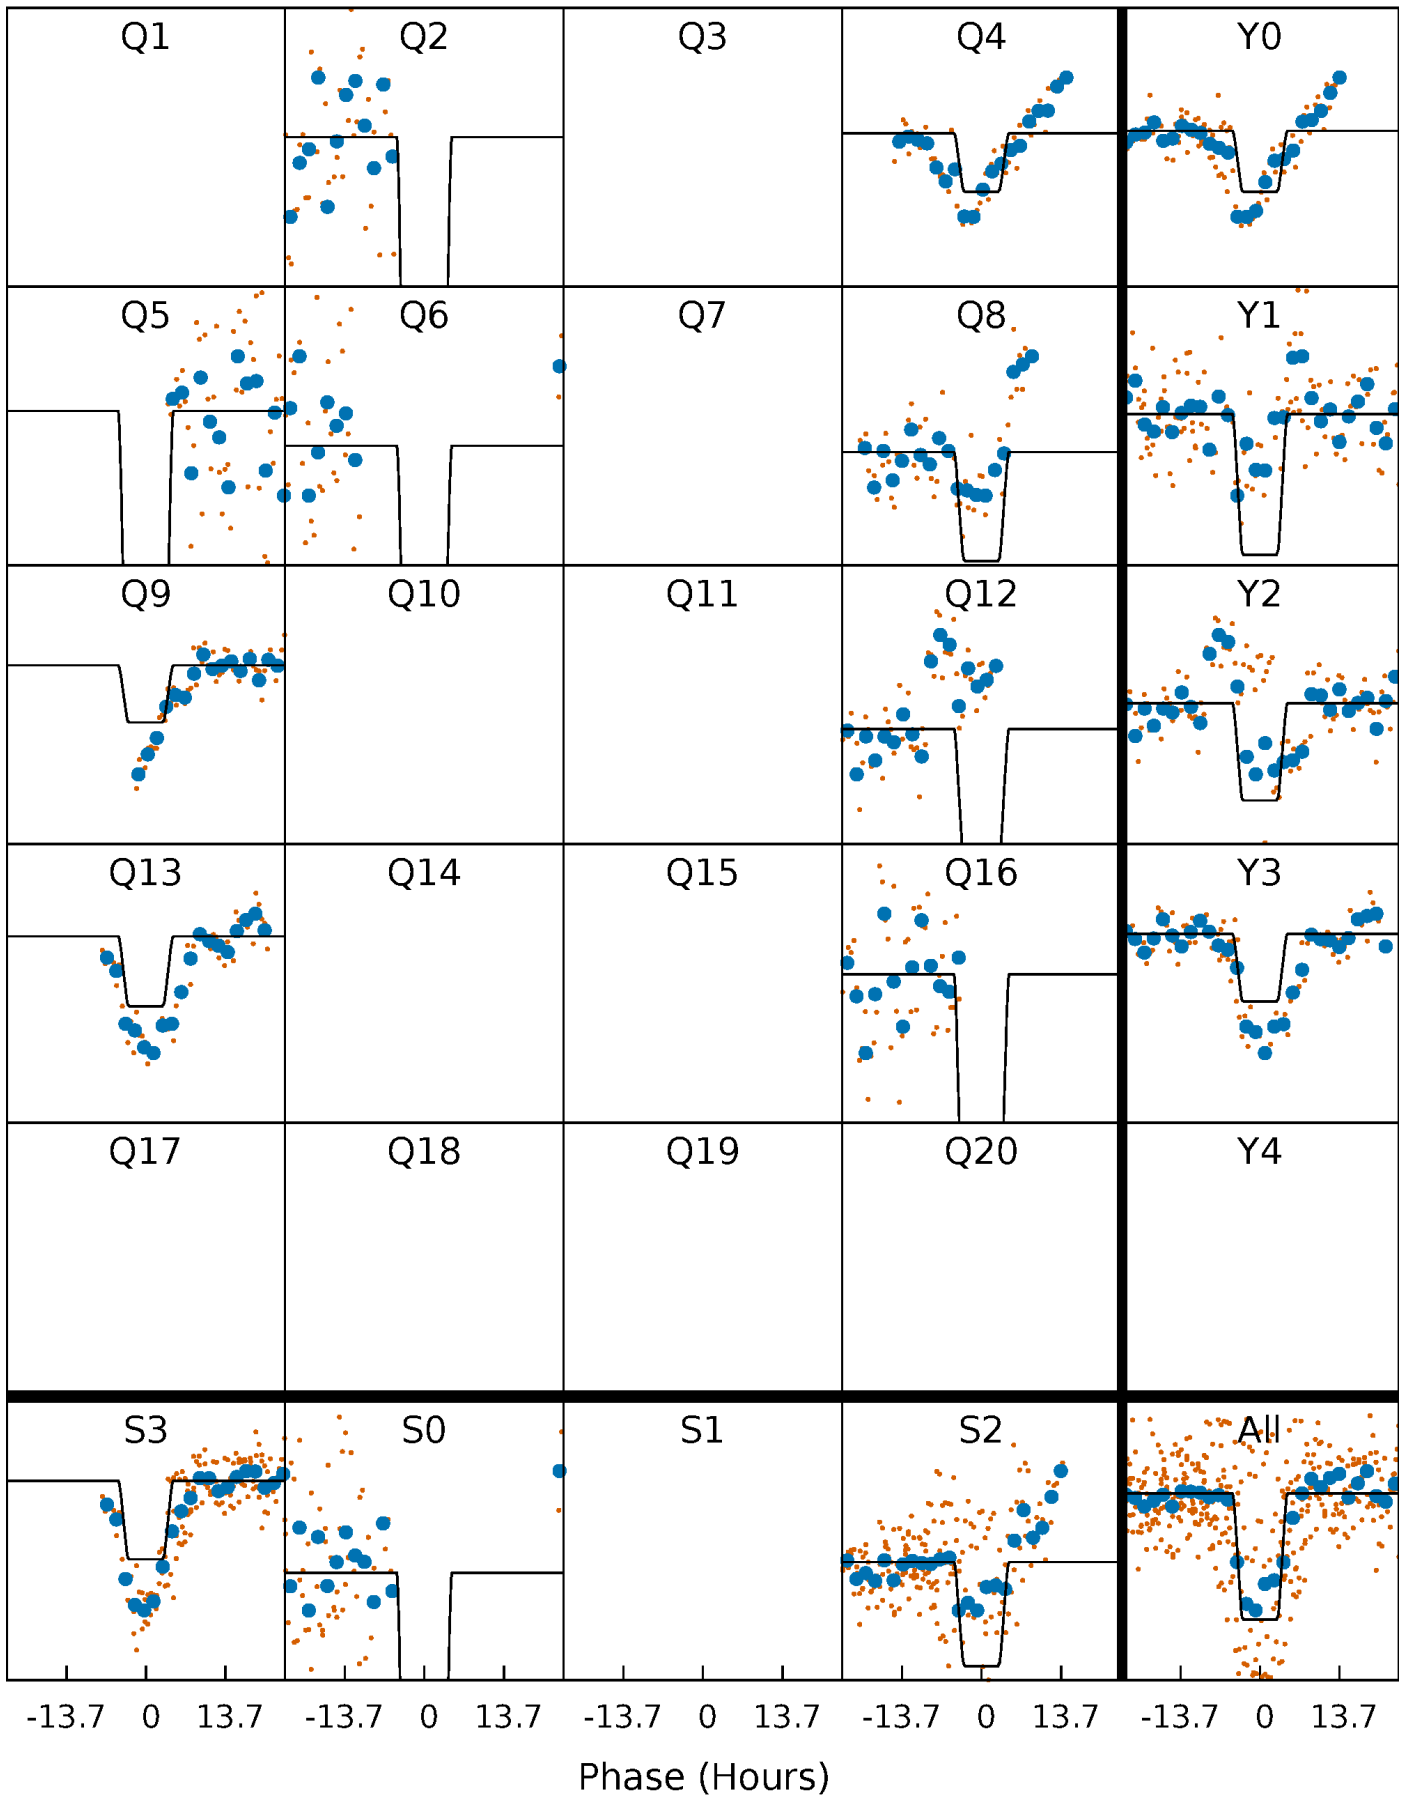 Q1 Q2 Q3 Q4 Y0
Q5 Q6 Q7 Q8 Y1
Q9 Q10 Q11 Q12 Y2
Q13 Q14 Q15 Q16 Y3
Q17 Q18 Q19 Q20 Y4
S3 S0 S1 S2 All
-13.7 0 13.7 -13.7 0 13.7 -13.7 0 13.7 -13.7 0 13.7 -13.7 0 13.7
Phase (Hours)